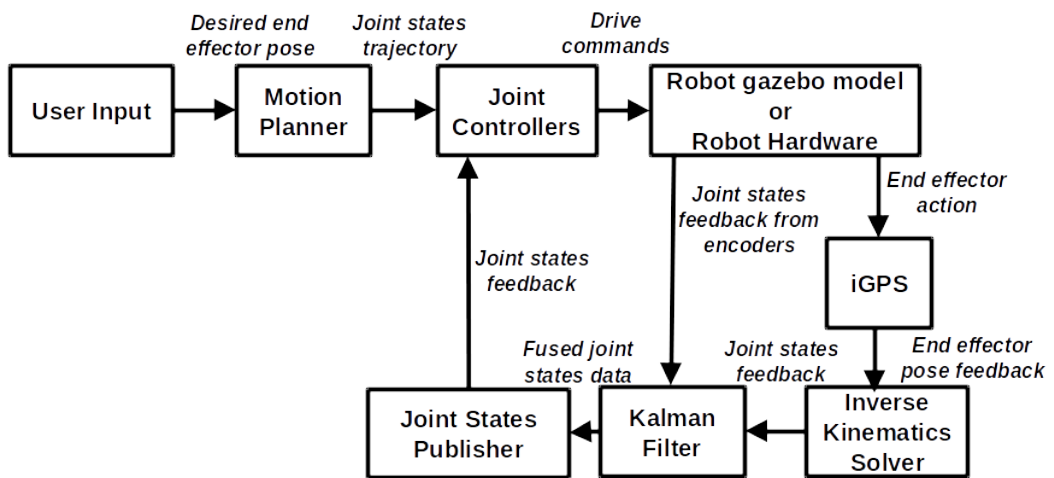 Desired end
effector pose
Joint states
trajectory
Drive
commands
User Input
Motion
Planner
Joint
Controllers
Robot gazebo model
or
Robot Hardware
Joint states
feedback from
encoders
End effector
action
Joint states
feedback
iGPS
Fused joint
states data
Joint states
feedback
End effector
pose feedback
Joint States
Publisher
Kalman
Filter
Inverse
Kinematics
Solver